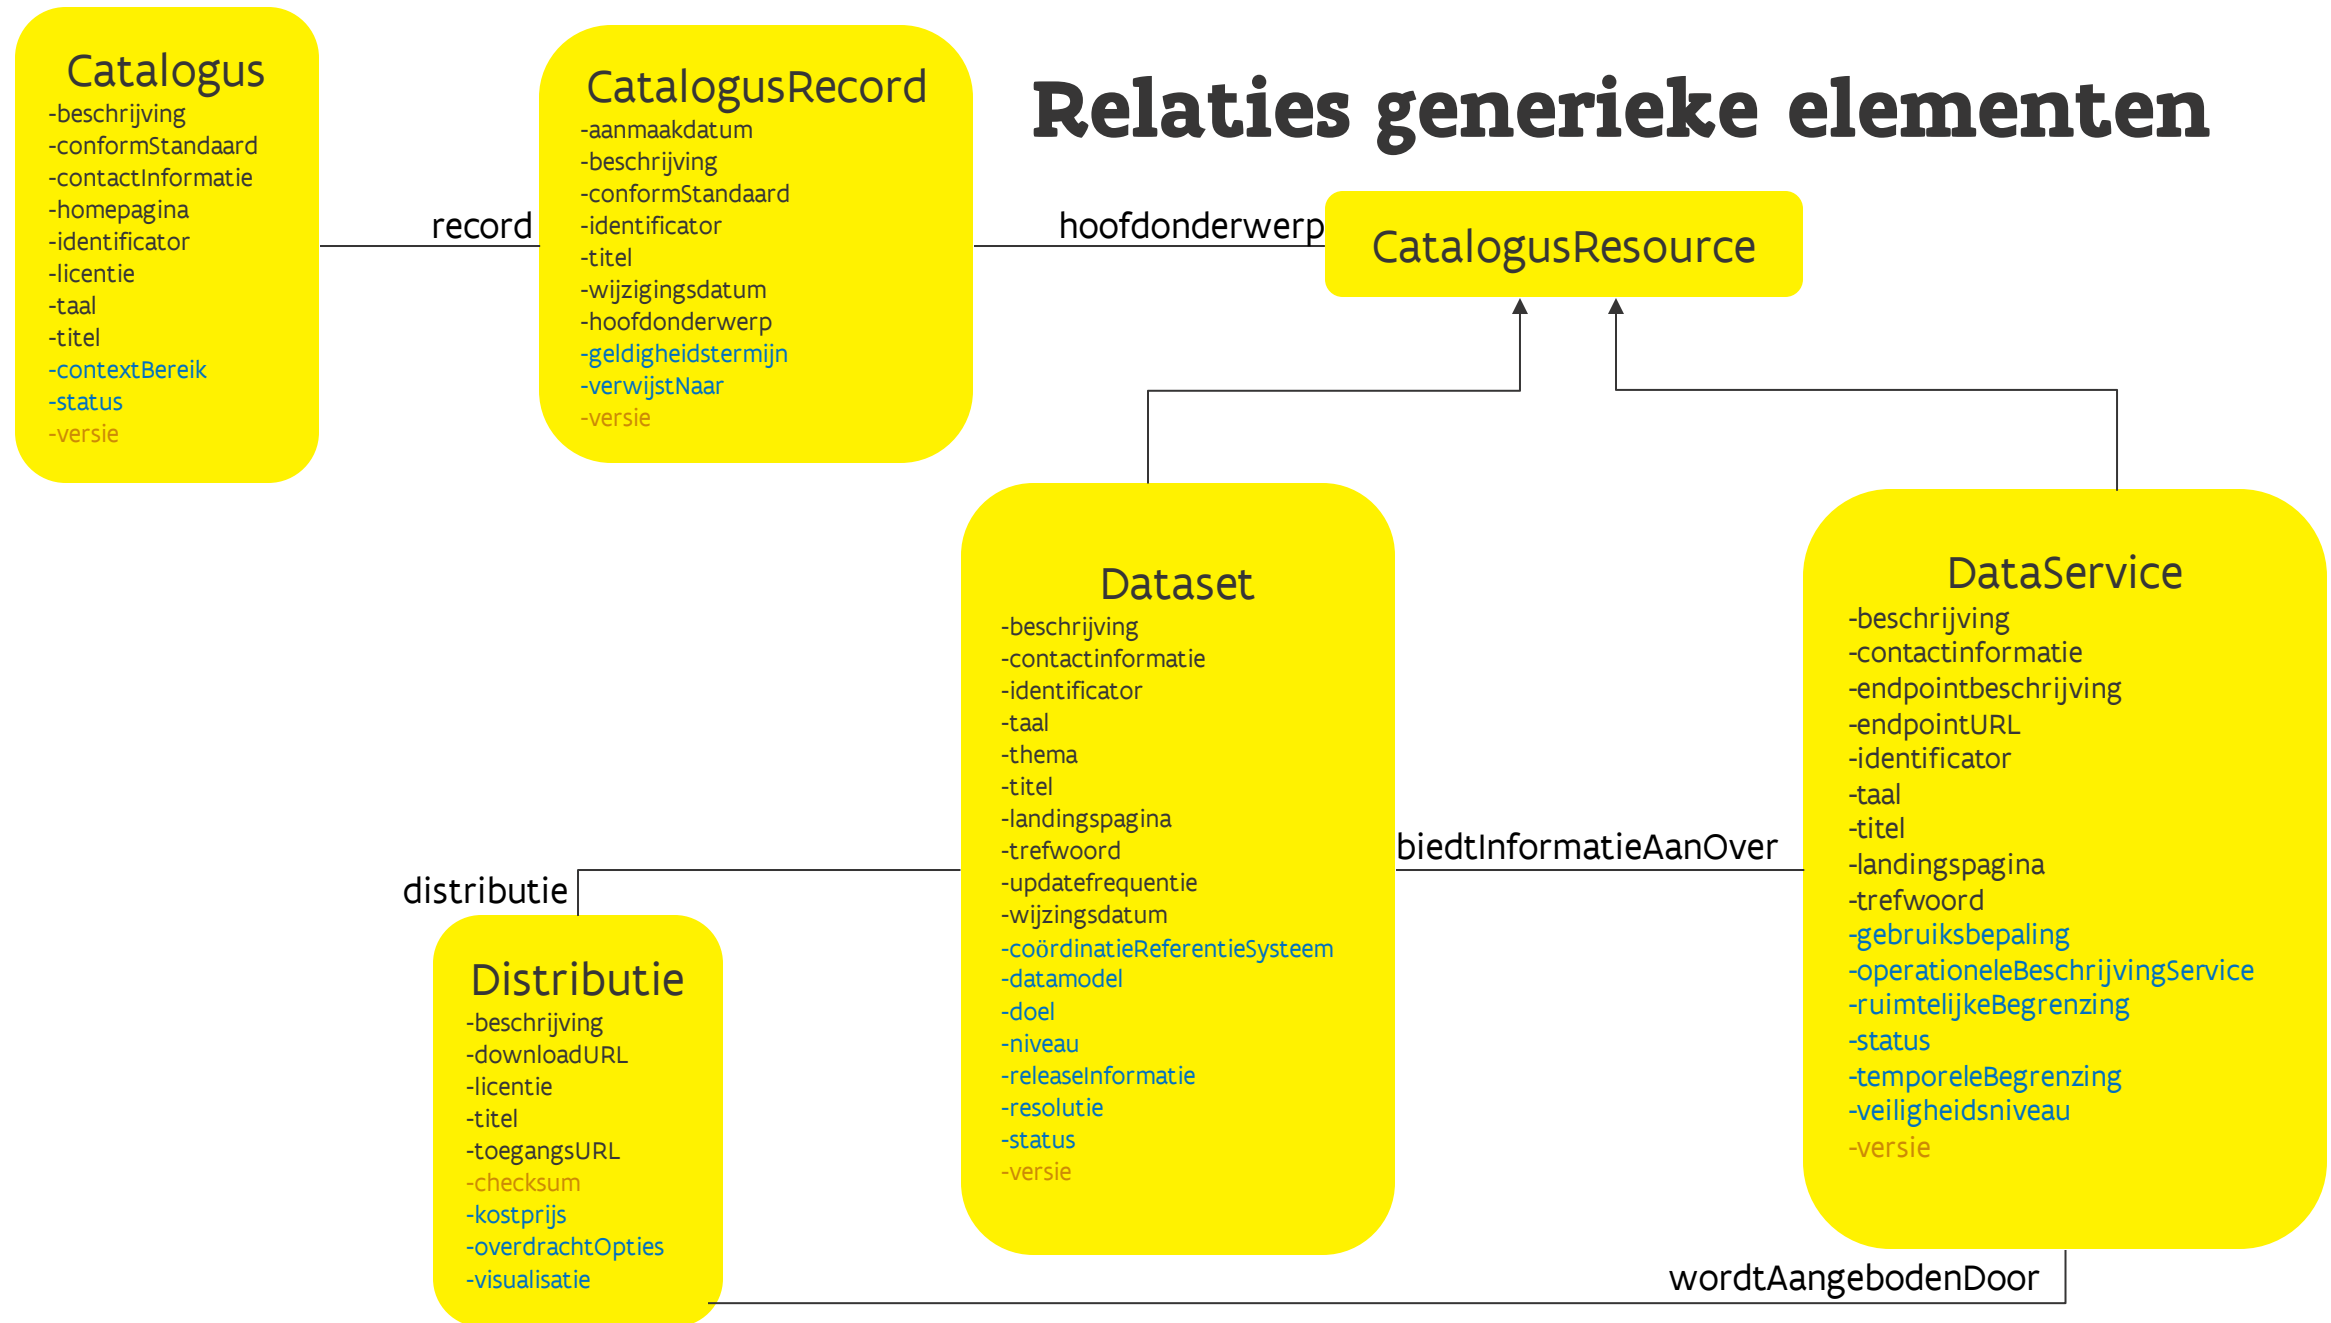 Relaties generieke elementen
Catalogus
-beschrijving
-conformStandaard
-contactInformatie
-homepagina
-identificator
-licentie
-taal
-titel
-contextBereik
-status
-versie
record
CatalogusRecord
-aanmaakdatum
-beschrijving
-conformStandaard
-identificator
-titel
-wijzigingsdatum
-hoofdonderwerp
-geldigheidstermijn
-verwijstNaar
-versie
hoofdonderwerp
CatalogusResource
Dataset
-beschrijving
-contactinformatie
-identificator
-taal
-thema
-titel
-landingspagina
-trefwoord
-updatefrequentie
-wijzingsdatum
-coördinatieReferentieSysteem
-datamodel
-doel
-niveau
-releaseInformatie
-resolutie
-status
-versie
biedtInformatieAanOver
DataService
-beschrijving
-contactinformatie
-endpointbeschrijving
-endpointURL
-identificator
-taal
-titel
-landingspagina
-trefwoord
-gebruiksbepaling
-operationeleBeschrijvingService
-ruimtelijkeBegrenzing
-status
-temporeleBegrenzing
-veiligheidsniveau
-versie
distributie
Distributie
-beschrijving
-downloadURL
-licentie
-titel
-toegangsURL
-checksum
-kostprijs
-overdrachtOpties
-visualisatie
wordtAangebodenDoor